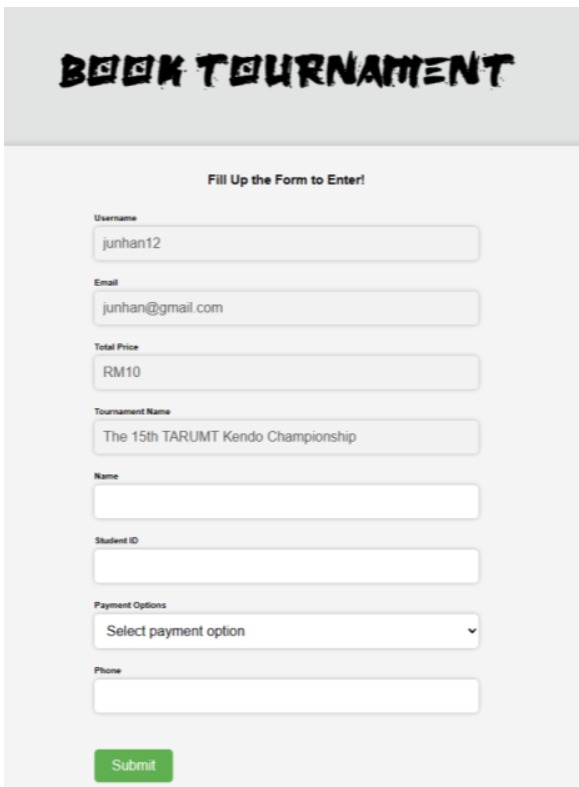 BOOK TOURNAMENT
Fill Up the Form to Enter!
Username
junhan12
Email
junhan@gmail.com
Total Price
RM10
Tournament Name
The 15th TARUMT Kendo Championship
Name
Student ID
Payment Options
Select payment option
Phone
Submit